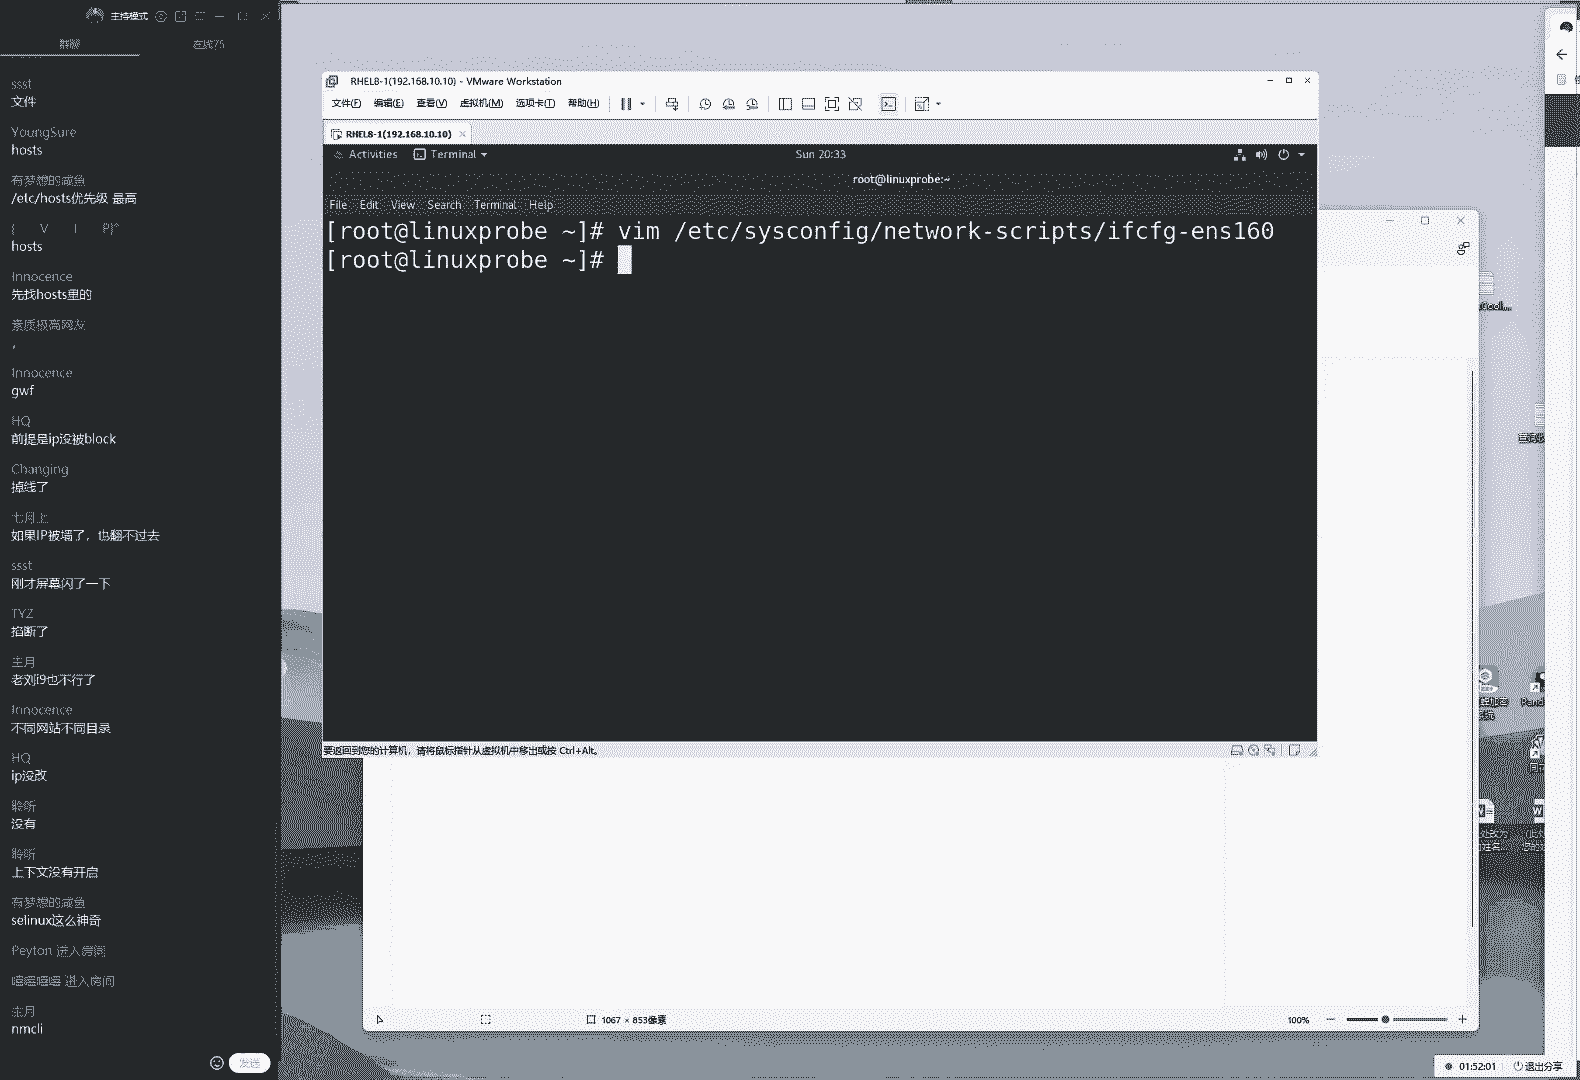 主持模式
群聊
在线75
ssst
文件
YoungSure
hosts
有梦想的咸鱼
/etc/hosts优先级 最高
hosts
Innocence
先找hosts里的
素质极高网友
,
Innocence
gwf
HQ
前提是ip没被block
Changing
掉线了
七月上
如果IP被墙了，也翻不过去
ssst
刚才屏幕闪了一下
TYZ
掐断了
圭月
老刘i9也不行了
Innocence
不同网站不同目录
HQ
ip没改
聆听
没有
聆听
上下文没有开启
有梦想的咸鱼
selinux这么神奇
Peyton 进入房间
嘻嘻嘻嘻 进入房间
圭月
nmcli
发送
RHEL8-1(192.168.10.10) - VMware Workstation
文件(F) 编辑(E) 查看(V) 虚拟机(M) 选项卡(T) 帮助(H)
RHEL8-1(192.168.10.10)
Activities Terminal
Sun 20:33
root@linuxprobe:~
File Edit View Search Terminal Help
[root@linuxprobe ~]# vim /etc/sysconfig/network-scripts/ifcfg-ens160
[root@linuxprobe ~]#
要返回到您的计算机，请将鼠标指针从虚拟机中移出或按 Ctrl+Alt。
1067 × 853像素
100%
01:52:01
退出分享